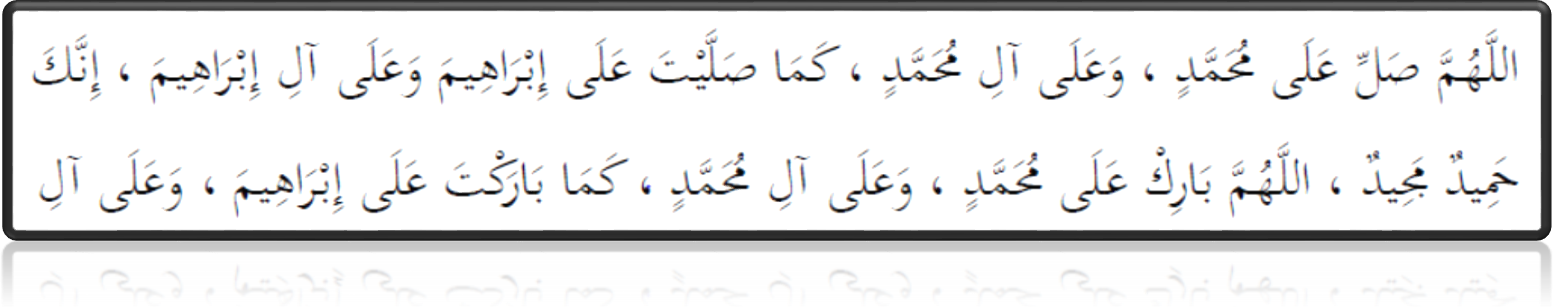 اللَّهُمَّ صَلِّ عَلَى مُحَمَّدٍ ، وَعَلَى آلِ مُحَمَّدٍ ، كَمَا صَلَّيْتَ عَلَى إِبْرَاهِيمَ وَعَلَى آلِ إِبْرَاهِيمَ ، إِنَّكَ
حَمِيدٌ مَجِيدٌ ، اللَّهُمَّ بَارِكْ عَلَى مُحَمَّدٍ ، وَعَلَى آلِ مُحَمَّدٍ ، كَمَا بَارَكْتَ عَلَى إِبْرَاهِيمَ ، وَعَلَى آلِ